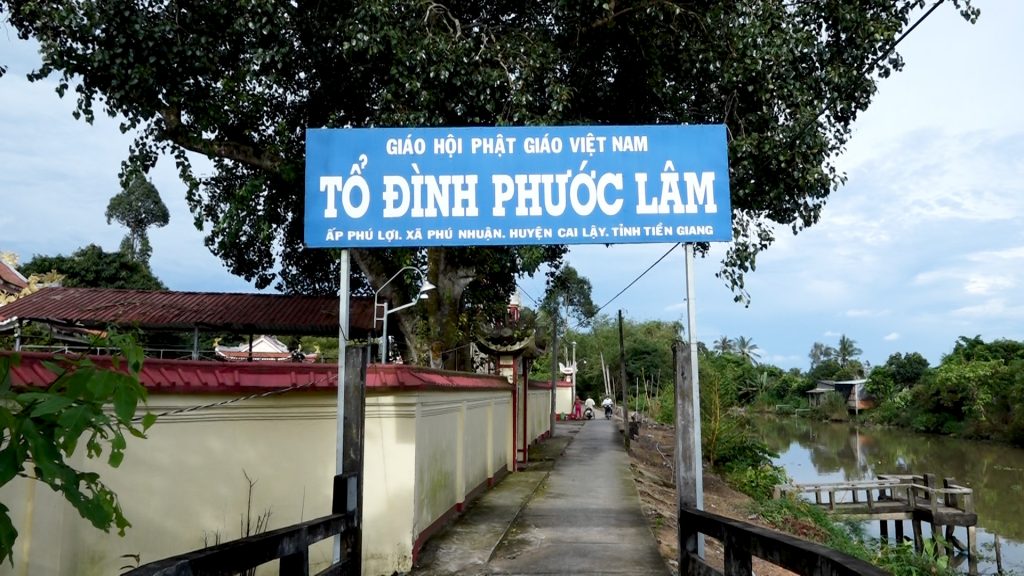 GIÁO HỘI PHẬT GIÁO VIỆT NAM
TỔ ĐÌNH PHƯỚC LÂM
ẤP PHÚ LỢI. XÃ PHÚ NHUẬN. HUYỆN CAI LẬY. TỈNH TIỀN GIANG